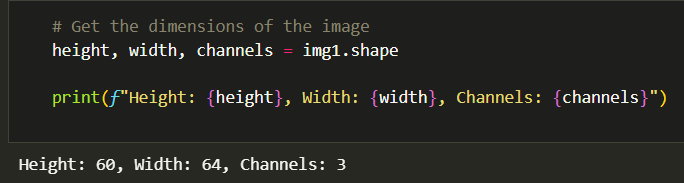 # Get the dimensions of the image
height, width, channels = img1.shape
print(f"Height: {height}, Width: {width}, Channels: {channels}")
Height: 60, Width: 64, Channels: 3